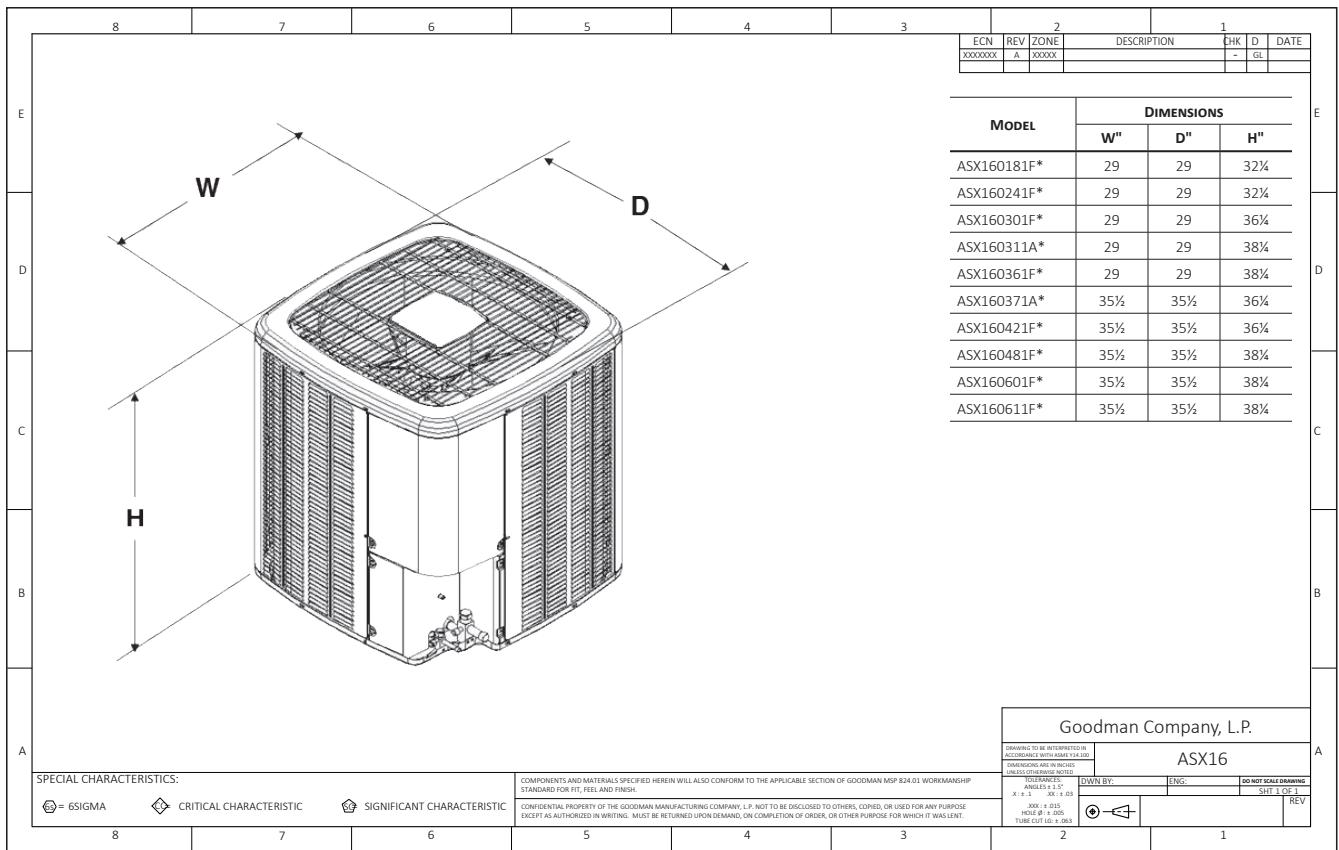 8 7 6 5 4 3 2 1
ECN REV ZONE DESCRIPTION CHK D DATE
XXXXXXX A XXXXX - GL
E E
MODEL DIMENSIONS
W" D" H"
ASX160181F* 29 29 32¼
ASX160241F* 29 29 32¼
ASX160301F* 29 29 36¼
ASX160311A* 29 29 38¼
ASX160361F* 29 29 38¼
ASX160371A* 35½ 35½ 36¼
ASX160421F* 35½ 35½ 36¼
ASX160481F* 35½ 35½ 38¼
ASX160601F* 35½ 35½ 38¼
ASX160611F* 35½ 35½ 38¼
W
D
D D
C C
H
B B
A A
Goodman Company, L.P.
DRAWING TO BE INTERPRETED IN
ACCORDANCE WITH ASME Y14.100
DIMENSIONS ARE IN INCHES
UNLESS OTHERWISE NOTED
ASX16
TOLERANCES:
ANGLES ± 1.5°
.X : ± .1 .XX : ± .03
.XXX : ± .015
HOLE Ø : ± .005
TUBE CUT LG: ± .063
DWN BY: ENG: DO NOT SCALE DRAWING
SHT 1 OF 1
REV
SPECIAL CHARACTERISTICS:
6S = 6SIGMA CC = CRITICAL CHARACTERISTIC SC = SIGNIFICANT CHARACTERISTIC
COMPONENTS AND MATERIALS SPECIFIED HEREIN WILL ALSO CONFORM TO THE APPLICABLE SECTION OF GOODMAN MSP 824.01 WORKMANSHIP
STANDARD FOR FIT, FEEL AND FINISH.
CONFIDENTIAL PROPERTY OF THE GOODMAN MANUFACTURING COMPANY, L.P. NOT TO BE DISCLOSED TO OTHERS, COPIED, OR USED FOR ANY PURPOSE
EXCEPT AS AUTHORIZED IN WRITING. MUST BE RETURNED UPON DEMAND, ON COMPLETION OF ORDER, OR OTHER PURPOSE FOR WHICH IT WAS LENT.
8 7 6 5 4 3 2 1